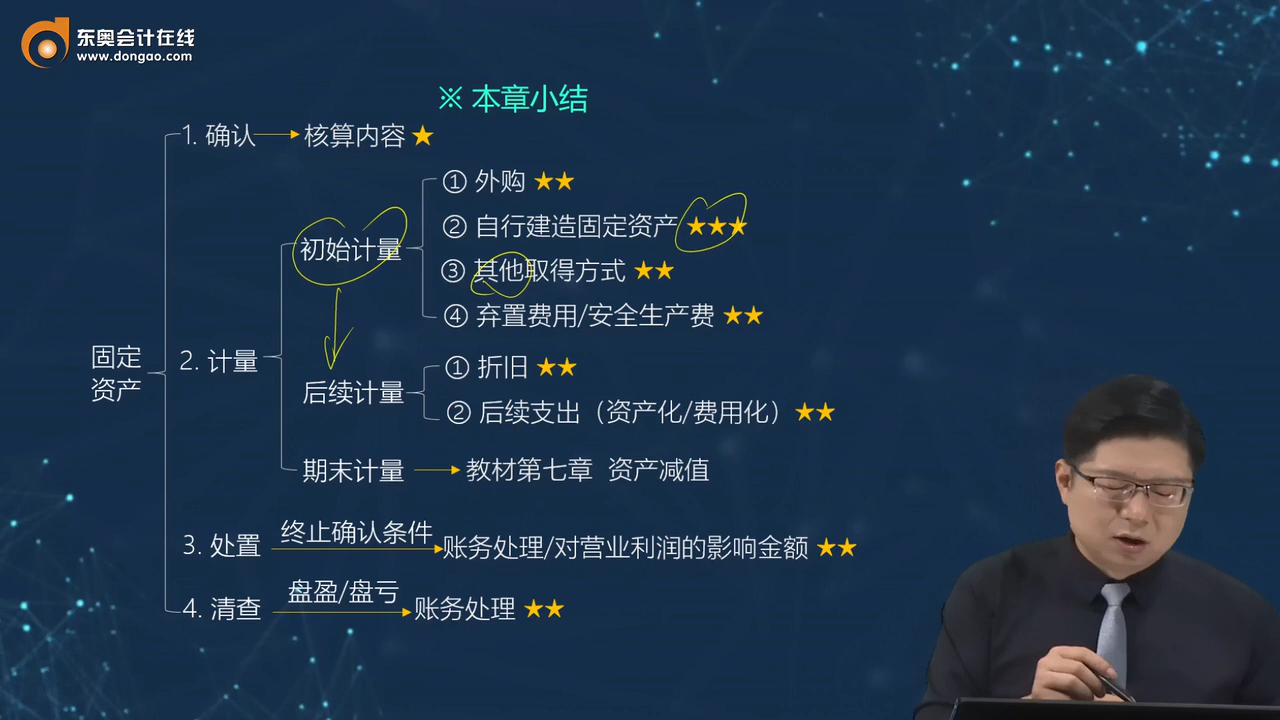 东奥会计在线
www.dongao.com
※ 本章小结
固定资产
1. 确认 核算内容 ★
2. 计量
初始计量
① 外购 ★★
② 自行建造固定资产 ★★★
③ 其他取得方式 ★★
④ 弃置费用/安全生产费 ★★
后续计量
① 折旧 ★★
② 后续支出（资产化/费用化）★★
期末计量 教材第七章 资产减值
3. 处置 终止确认条件 账务处理/对营业利润的影响金额 ★★
4. 清查 盘盈/盘亏 账务处理 ★★